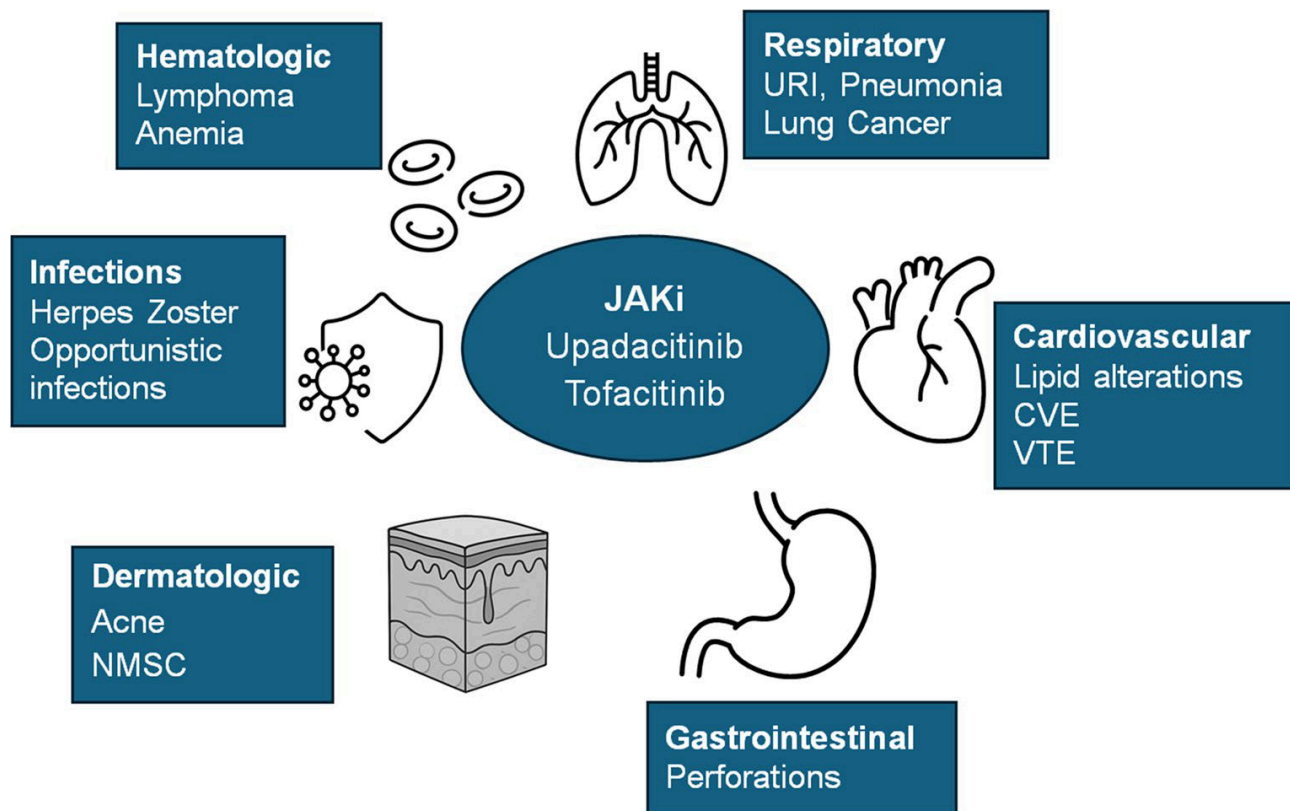 Hematologic
Lymphoma
Anemia
Respiratory
URI, Pneumonia
Lung Cancer
Infections
Herpes Zoster
Opportunistic
infections
JAKi
Upadacitinib
Tofacitinib
Cardiovascular
Lipid alterations
CVE
VTE
Dermatologic
Acne
NMSC
Gastrointestinal
Perforations